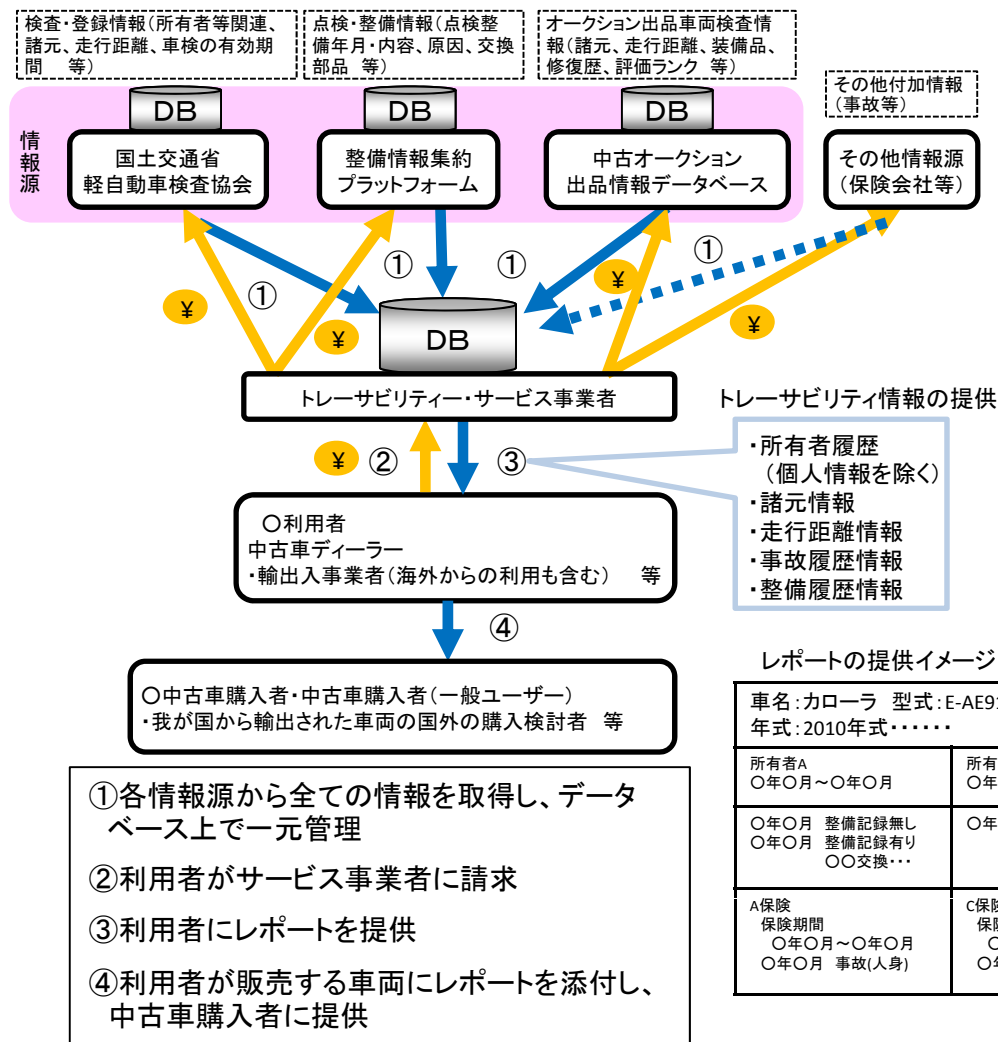 検査・登録情報(所有者等関連、
諸元、走行距離、車検の有効期
間　等)
点検・整備情報(点検整
備年月・内容、原因、交換
部品　等)
オークション出品車両検査情
報(諸元、走行距離、装備品、
修復歴、評価ランク　等)
その他付加情報
(事故等)
情報源
DB
DB
DB
国土交通省
軽自動車検査協会
整備情報集約
プラットフォーム
中古オークション
出品情報データベース
その他情報源
(保険会社等)
①
①
①
①
¥
¥
¥
¥
DB
トレーサビリティー・サービス事業者
¥
②
③
トレーサビリティ情報の提供
・所有者履歴
(個人情報を除く)
・諸元情報
・走行距離情報
・事故履歴情報
・整備履歴情報
○利用者
中古車ディーラー
・輸出入事業者(海外からの利用も含む)　等
④
○中古車購入者・中古車購入者(一般ユーザー)
・我が国から輸出された車両の国外の購入検討者　等
①各情報源から全ての情報を取得し、データ
ベース上で一元管理
②利用者がサービス事業者に請求
③利用者にレポートを提供
④利用者が販売する車両にレポートを添付し、
中古車購入者に提供
レポートの提供イメージ
車名:カローラ　型式:E-AE91
年式:2010年式・・・・・・
所有者A
○年○月～○年○月
所有
○年
○年○月　整備記録無し
○年○月　整備記録有り
○○交換・・・
○年
A保険
保険期間
○年○月～○年○月
○年○月　事故(人身)
C保険
保険
○
○年